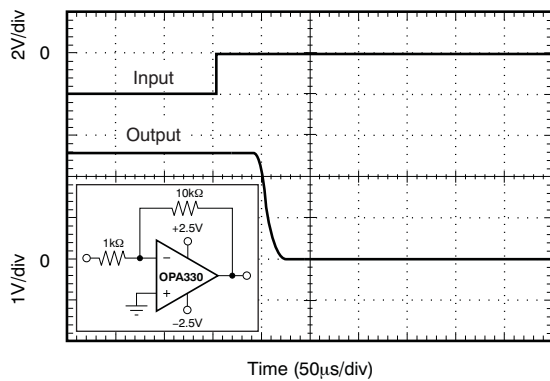 2V/div
0
Input
Output
10kΩ
+2.5V
1kΩ
−
OPA330
+
−2.5V
0
1V/div
Time (50μs/div)